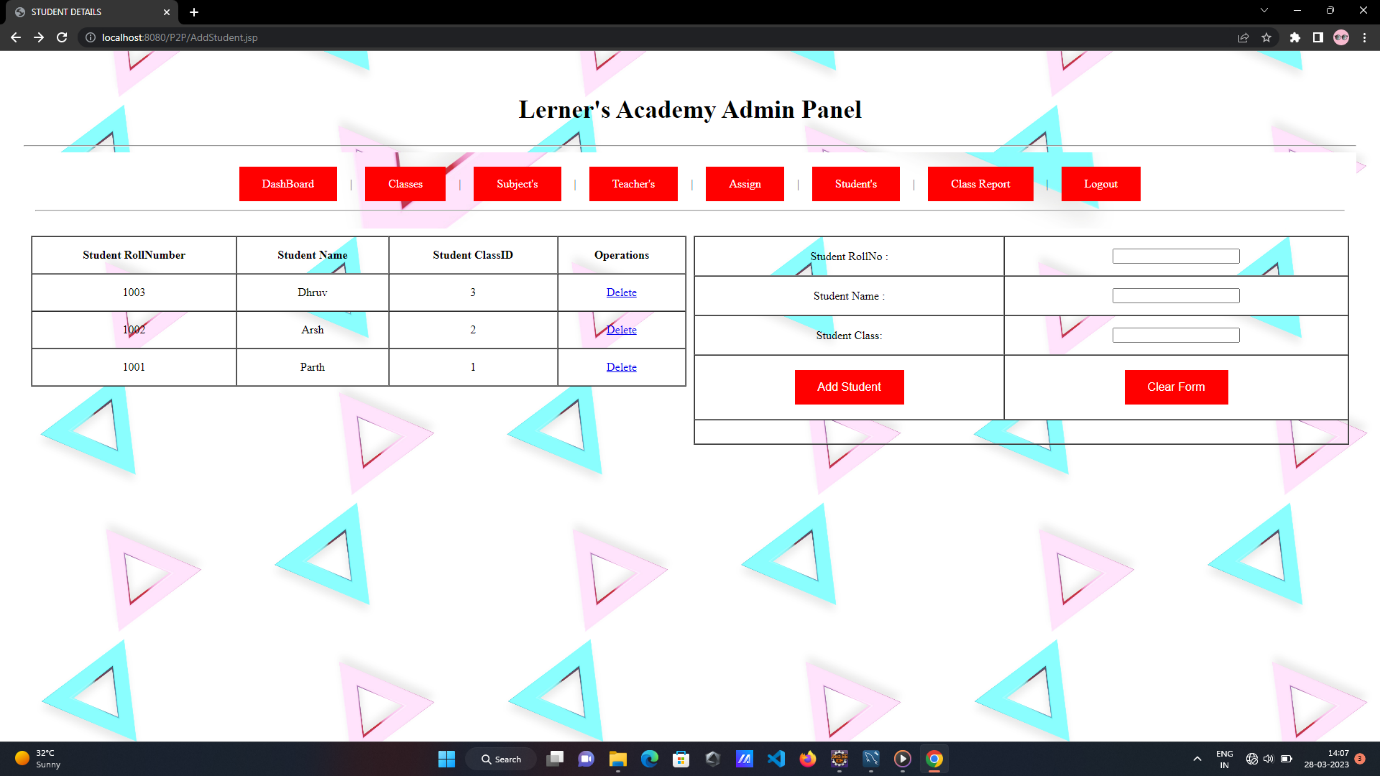 STUDENT DETAILS
localhost:8080/P2P/AddStudent.jsp
Lerner's Academy Admin Panel
DashBoard | Classes | Subject's | Teacher's | Assign | Student's | Class Report | Logout
Student RollNumber Student Name Student ClassID Operations
1003 Dhruv 3 Delete
1002 Arsh 2 Delete
1001 Parth 1 Delete
Student RollNo :
Student Name :
Student Class:
Add Student Clear Form
32°C
Sunny
Search
ENG
IN
14:07
28-03-2023
3